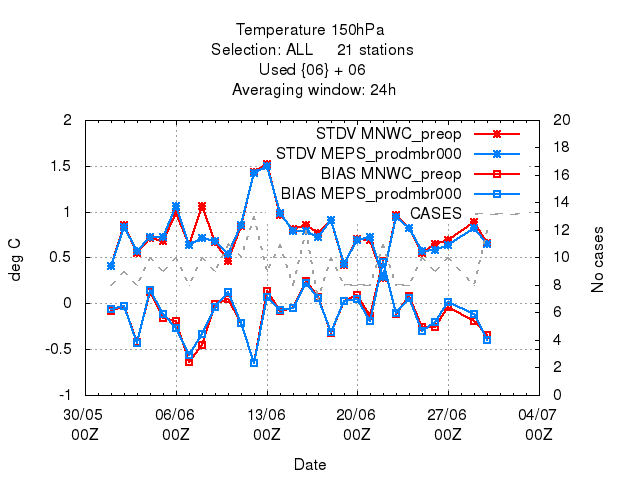 Temperature 150hPa
Selection: ALL     21 stations
Used {06} + 06
Averaging window: 24h
STDV MNWC_preop
STDV MEPS_prodmbr000
BIAS MNWC_preop
BIAS MEPS_prodmbr000
CASES
deg C
2
1.5
1
0.5
0
-0.5
-1
No cases
20
18
16
14
12
10
8
6
4
2
0
30/05 06/06 13/06 20/06 27/06 04/07
00Z 00Z 00Z 00Z 00Z 00Z
Date